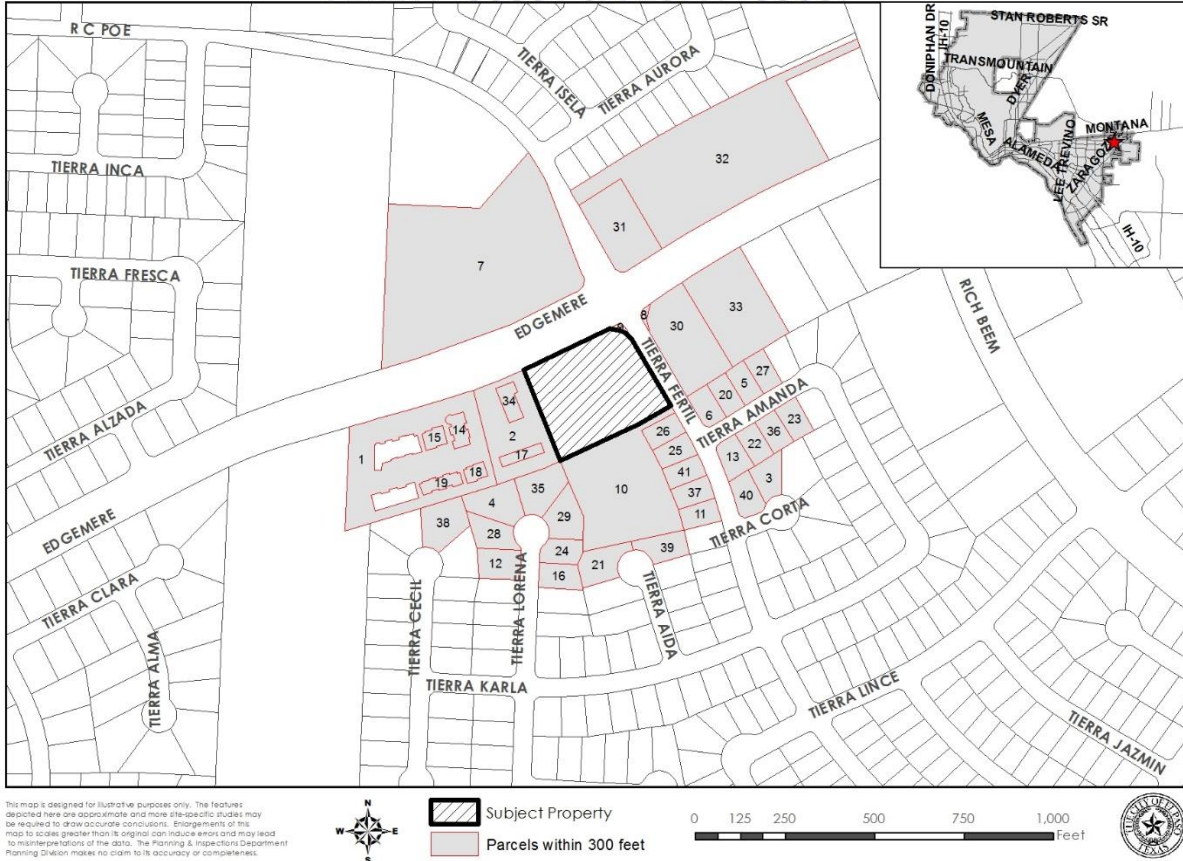 R C POE
TIERRA ISELA
TIERRA AURORA
TIERRA INCA
TIERRA FRESCA
TIERRA ALZADA
EDGEMERE
TIERRA CLARA
TIERRA ALMA
EDGEMERE
TIERRA FERTIL
TIERRA AMANDA
TIERRA CORTA
RICH BEEM
TIERRA CECIL
TIERRA LORENA
TIERRA AIDA
TIERRA KARLA
TIERRA LINCE
TIERRA JAZMIN
32
31
7
8
30
33
34
27
5
20
6
14
15
2
17
1
18
19
26
25
41
37
11
23
36
22
13
3
40
35
4
10
38
28
29
24
12
16
21
39
STAN ROBERTS SR
DONIPHAN DR
IH-10
TRANSMOUNTAIN
DYER
MESA
MONTANA
ALAMEDA
LEE TREVINO
ZARAGOZA
IH-10
This map is designed for illustrative purposes only. The features
depicted here are approximate and more site-specific studies may
be required to draw accurate conclusions. Enlargements of this
map to scales greater than its original can induce errors and may lead
to misinterpretations of the data. The Planning & Inspections Department
Planning Division makes no claim to its accuracy or completeness.
N
W E
S
Subject Property
Parcels within 300 feet
0 125 250 500 750 1,000
Feet
THE CITY OF EL PASO
TEXAS